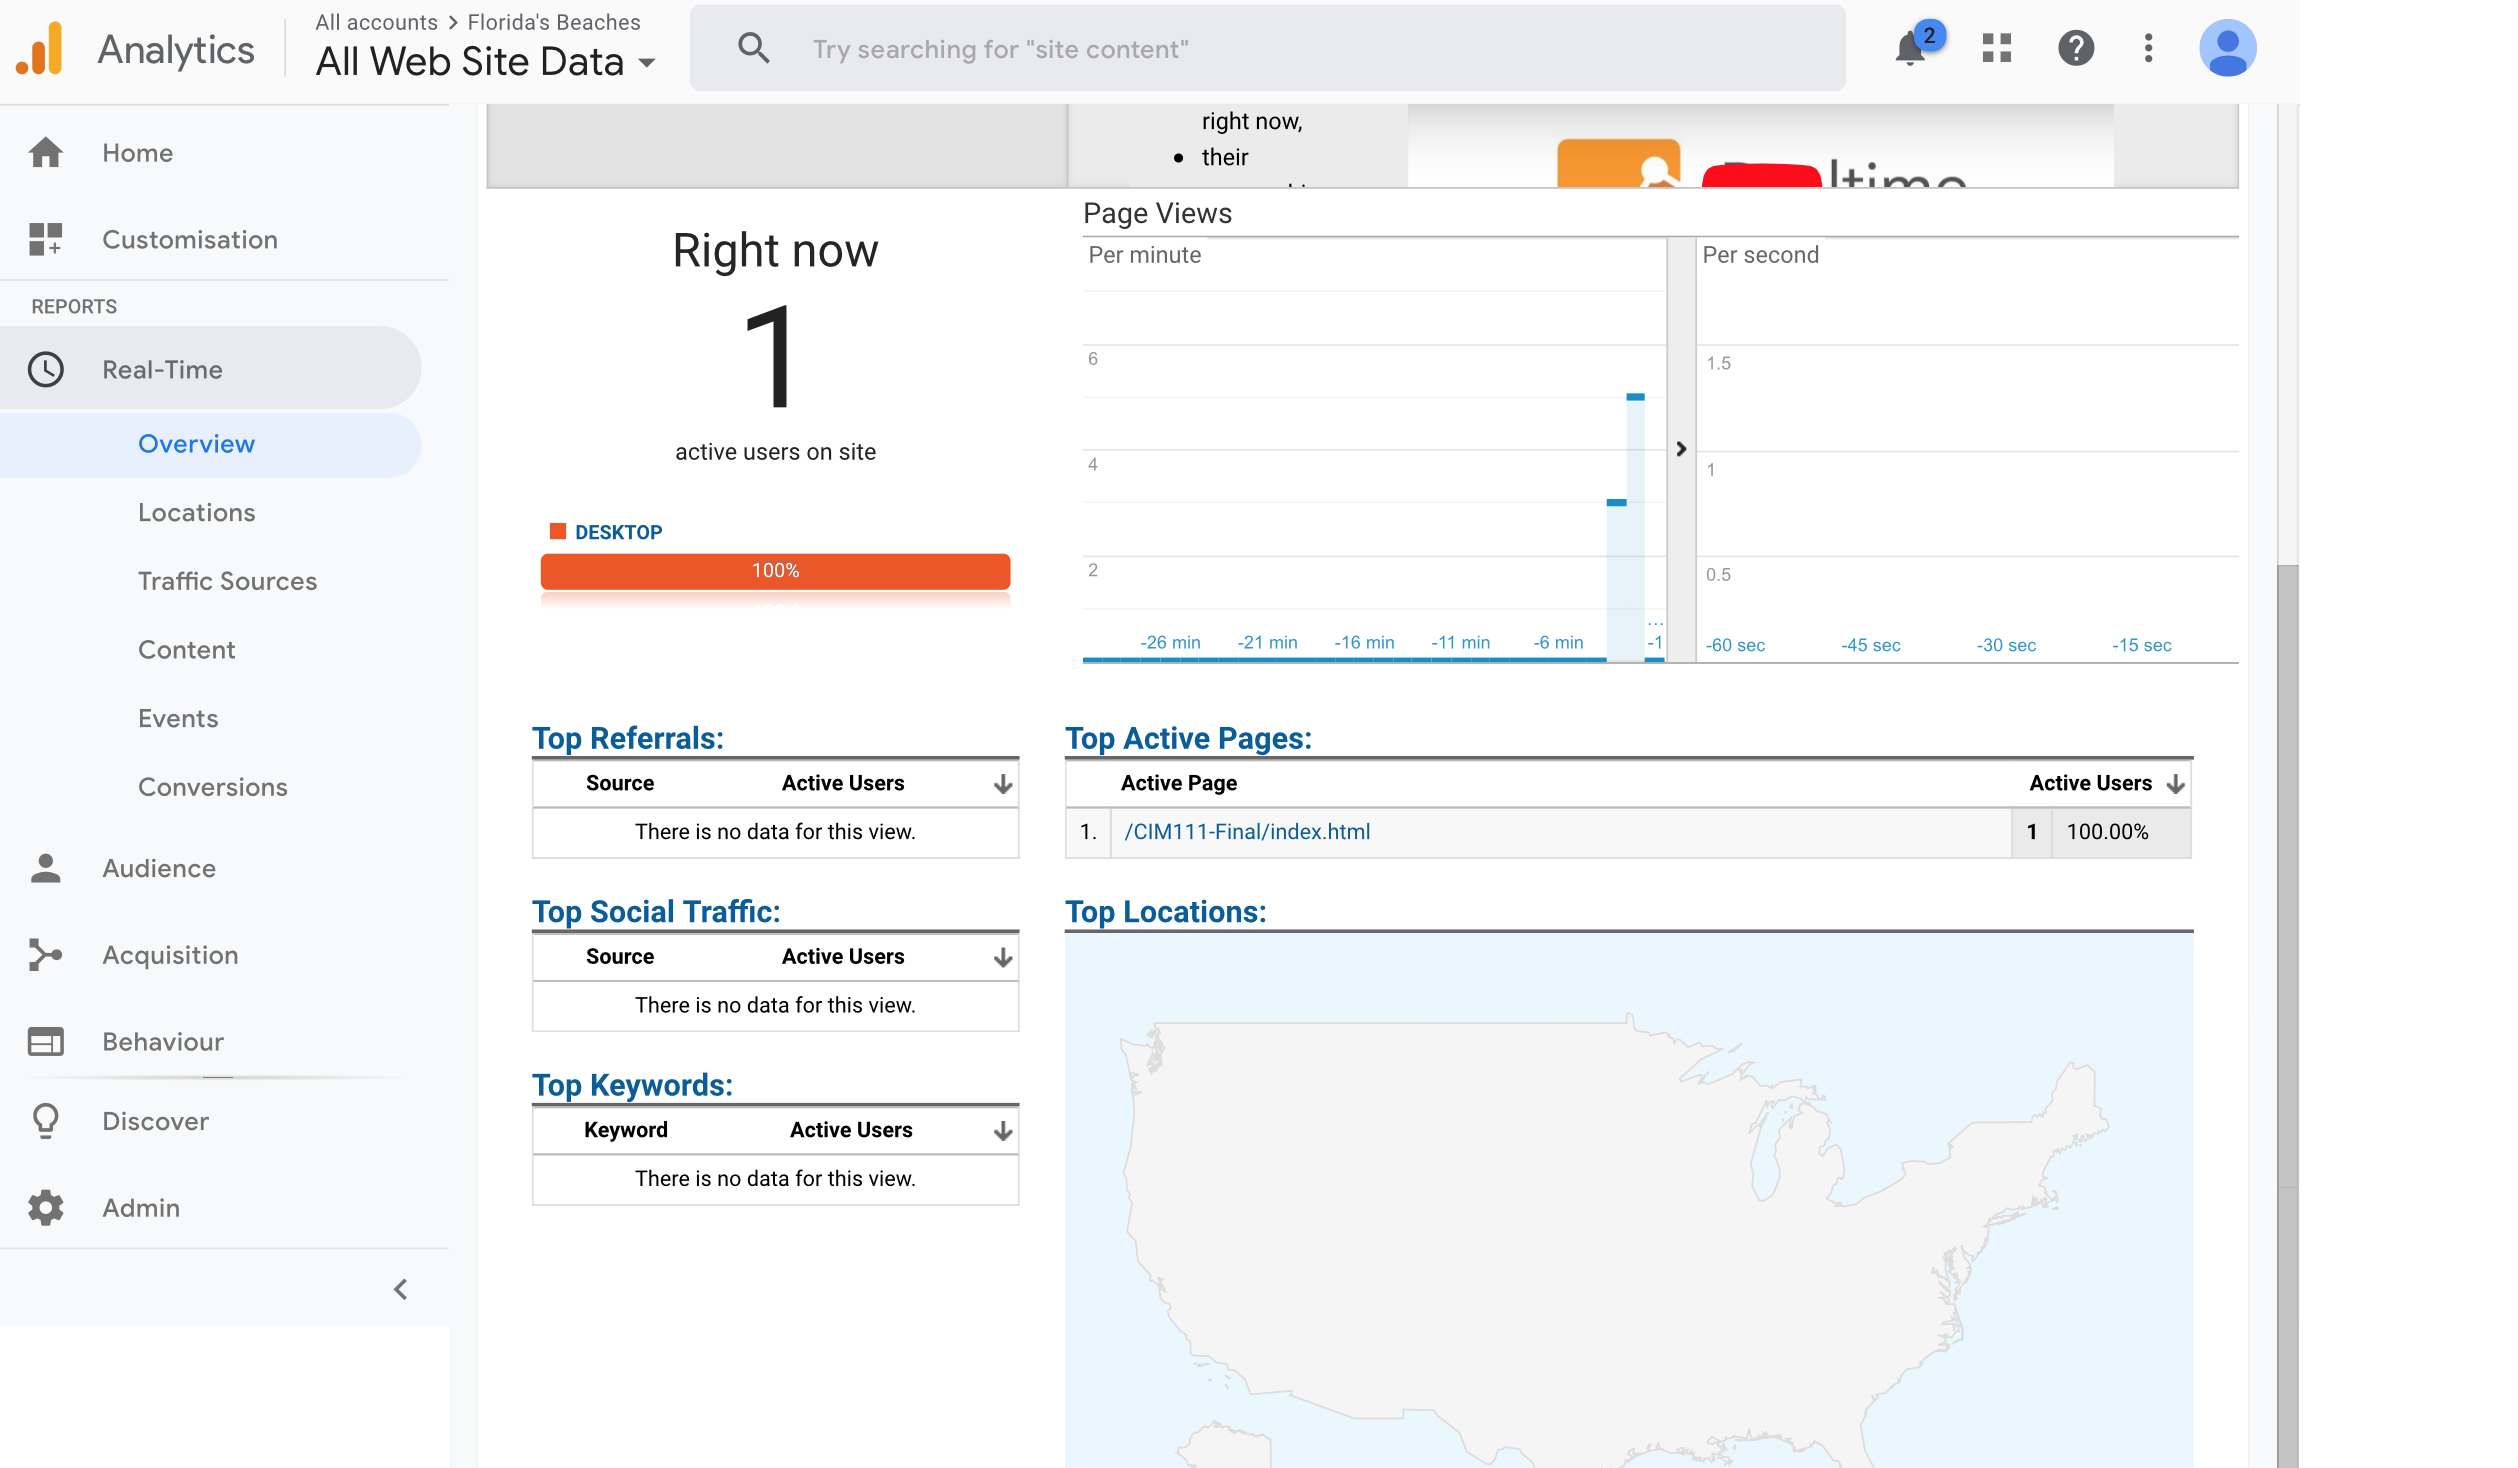 Analytics
All accounts > Florida's Beaches
All Web Site Data
Try searching for "site content"
2
Home
Customisation
REPORTS
Real-Time
Overview
Locations
Traffic Sources
Content
Events
Conversions
Audience
Acquisition
Behaviour
Discover
Admin
right now,
• their
Right now
1
active users on site
DESKTOP
100%
Page Views
Per minute
6
4
2
-26 min -21 min -16 min -11 min -6 min -1
...
Per second
1.5
1
0.5
-60 sec -45 sec -30 sec -15 sec
Top Referrals:
Source Active Users
There is no data for this view.
Top Active Pages:
Active Page Active Users
1. /CIM111-Final/index.html 1 100.00%
Top Social Traffic:
Source Active Users
There is no data for this view.
Top Keywords:
Keyword Active Users
There is no data for this view.
Top Locations: